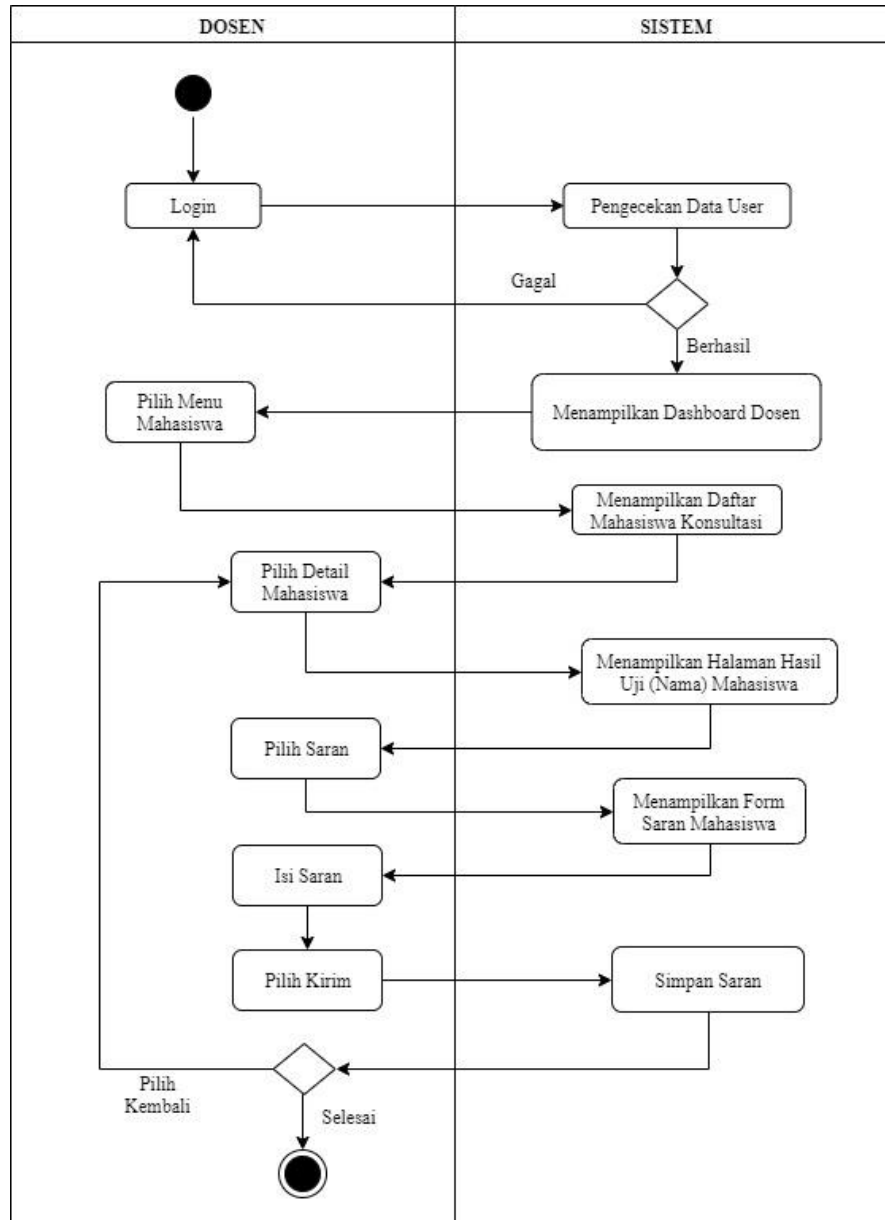 DOSEN
SISTEM
Login
Pengecekan Data User
Gagal
Berhasil
Pilih Menu
Mahasiswa
Menampilkan Dashboard Dosen
Menampilkan Daftar
Mahasiswa Konsultasi
Pilih Detail
Mahasiswa
Menampilkan Halaman Hasil
Uji (Nama) Mahasiswa
Pilih Saran
Menampilkan Form
Saran Mahasiswa
Isi Saran
Pilih Kirim
Simpan Saran
Pilih
Kembali
Selesai